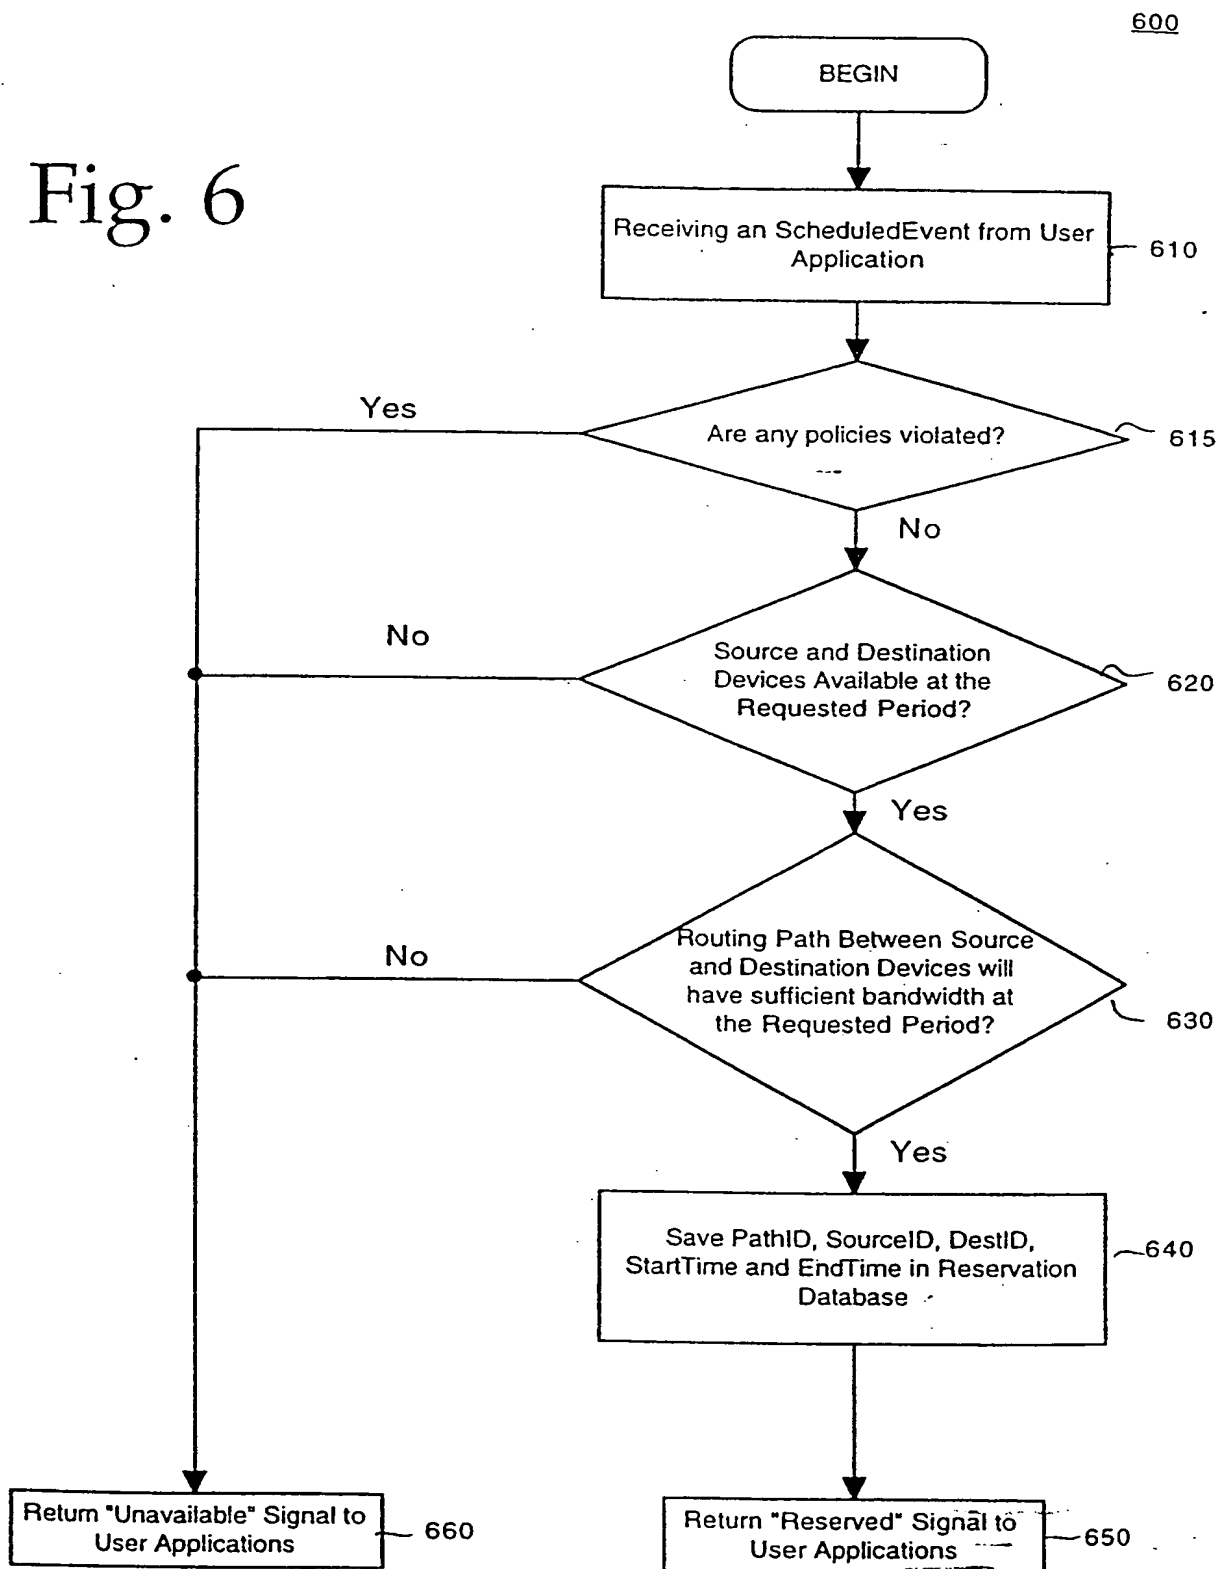 600
BEGIN
Fig. 6
Receiving an ScheduledEvent from User
Application
610
Yes
Are any policies violated?
615
No
No
Source and Destination
Devices Available at the
Requested Period?
620
Yes
No
Routing Path Between Source
and Destination Devices will
have sufficient bandwidth at
the Requested Period?
630
Yes
Save PathID, SourceID, DestID,
StartTime and EndTime in Reservation
Database
640
Return "Unavailable" Signal to
User Applications
660
Return "Reserved" Signal to
User Applications
650